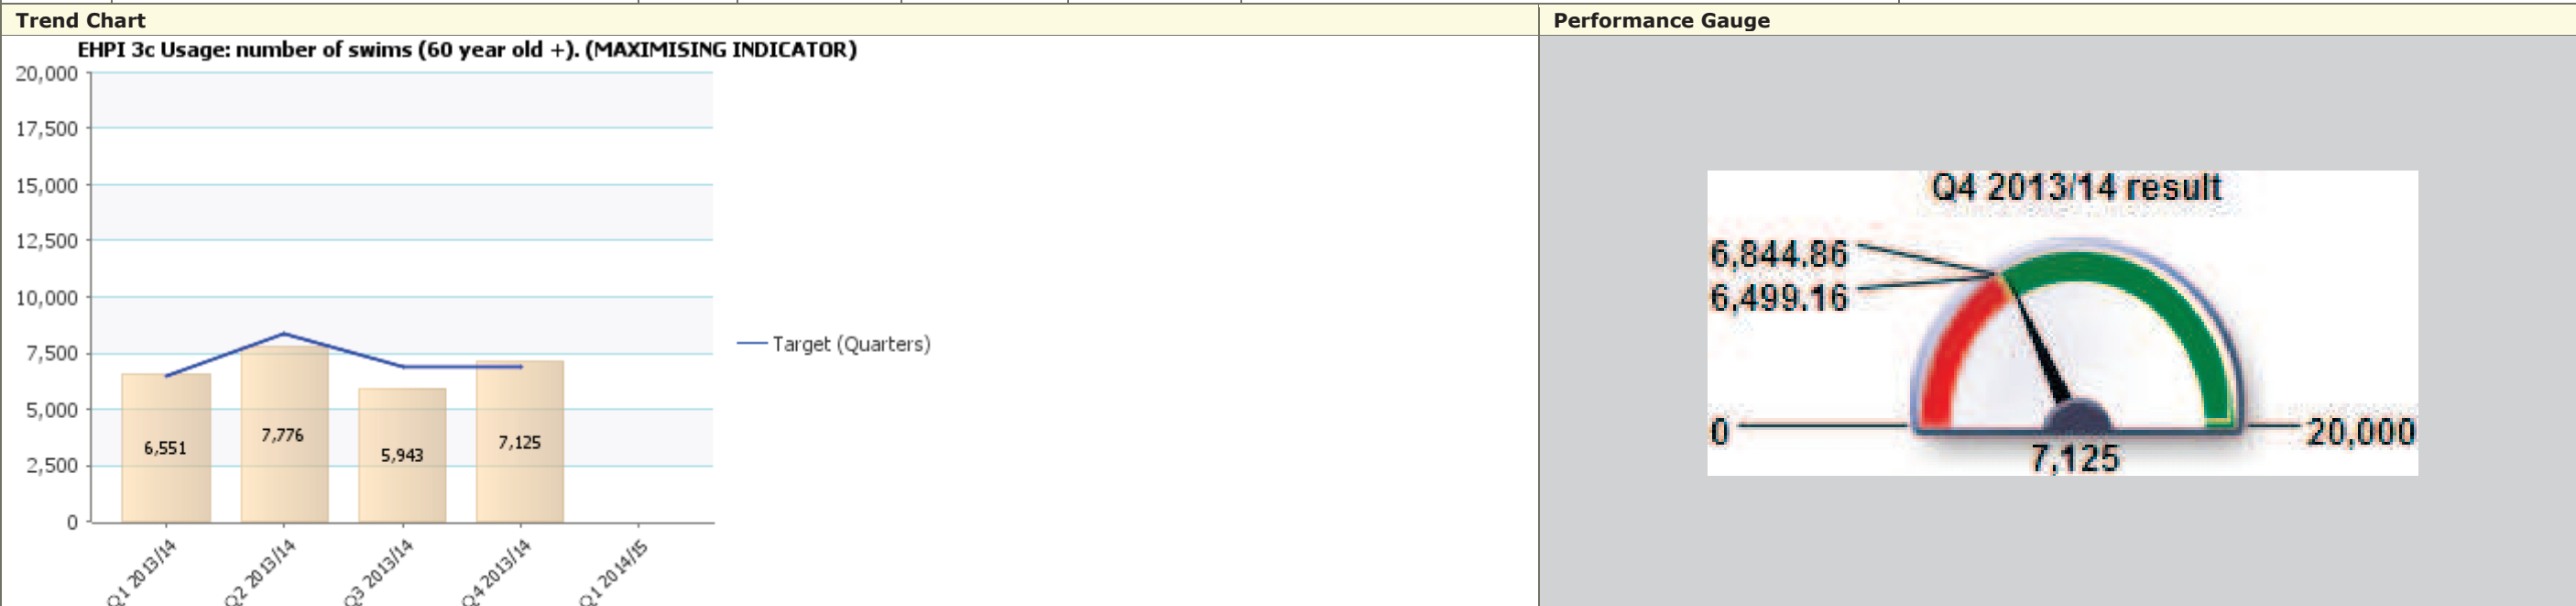 Trend Chart
Performance Gauge
EHPI 3c Usage: number of swims (60 year old +). (MAXIMISING INDICATOR)
20,000
17,500
15,000
12,500
10,000
7,500
5,000
2,500
0
6,551
7,776
5,943
7,125
Q1 2013/14
Q2 2013/14
Q3 2013/14
Q4 2013/14
Q1 2014/15
Target (Quarters)
Q4 2013/14 result
6,844.86
6,499.16
0
20,000
7,125